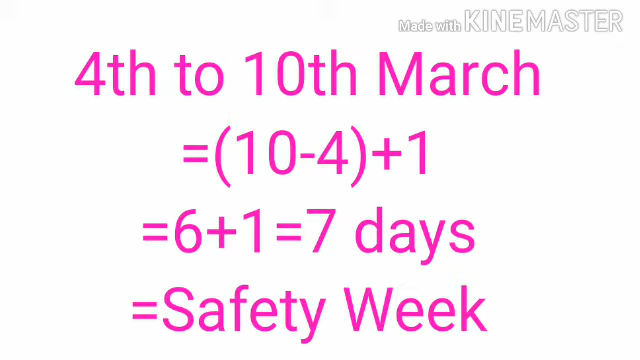 Made with KINEMASTER
4th to 10th March
=(10-4)+1
=6+1=7 days
=Safety Week